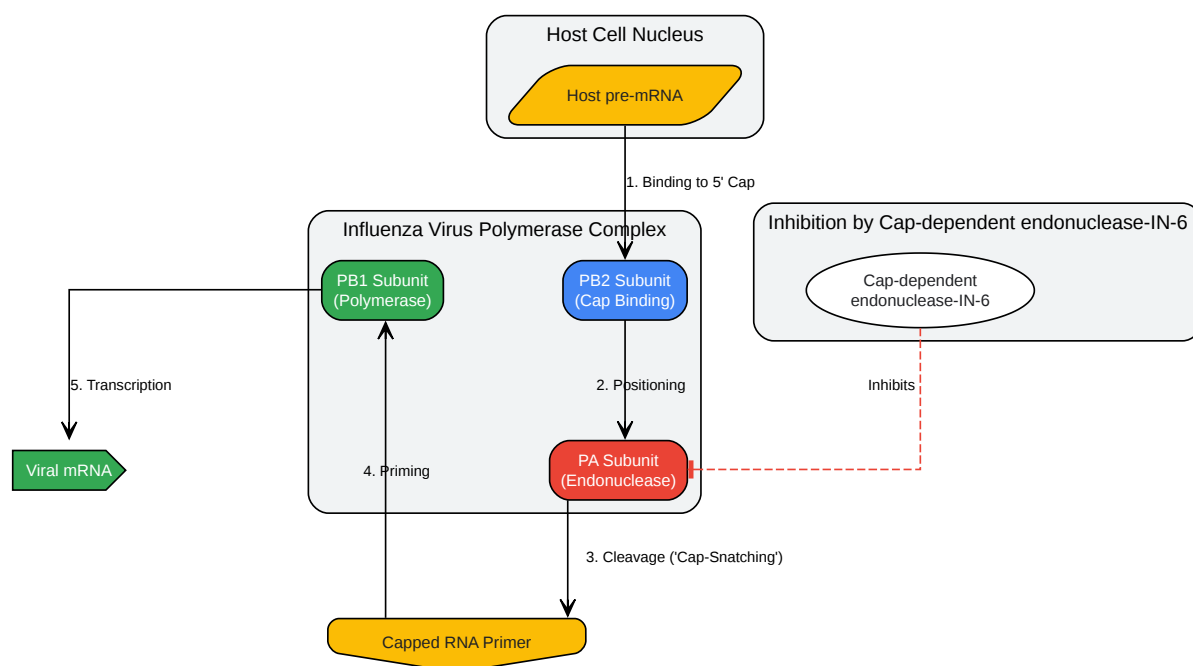 Host Cell Nucleus
Host pre-mRNA
1. Binding to 5' Cap
Influenza Virus Polymerase Complex
Inhibition by Cap-dependent endonuclease-IN-6
PB1 Subunit
(Polymerase)
PB2 Subunit
(Cap Binding)
Cap-dependent
endonuclease-IN-6
5. Transcription
2. Positioning
Inhibits
Viral mRNA
4. Priming
PA Subunit
(Endonuclease)
3. Cleavage ('Cap-Snatching')
Capped RNA Primer